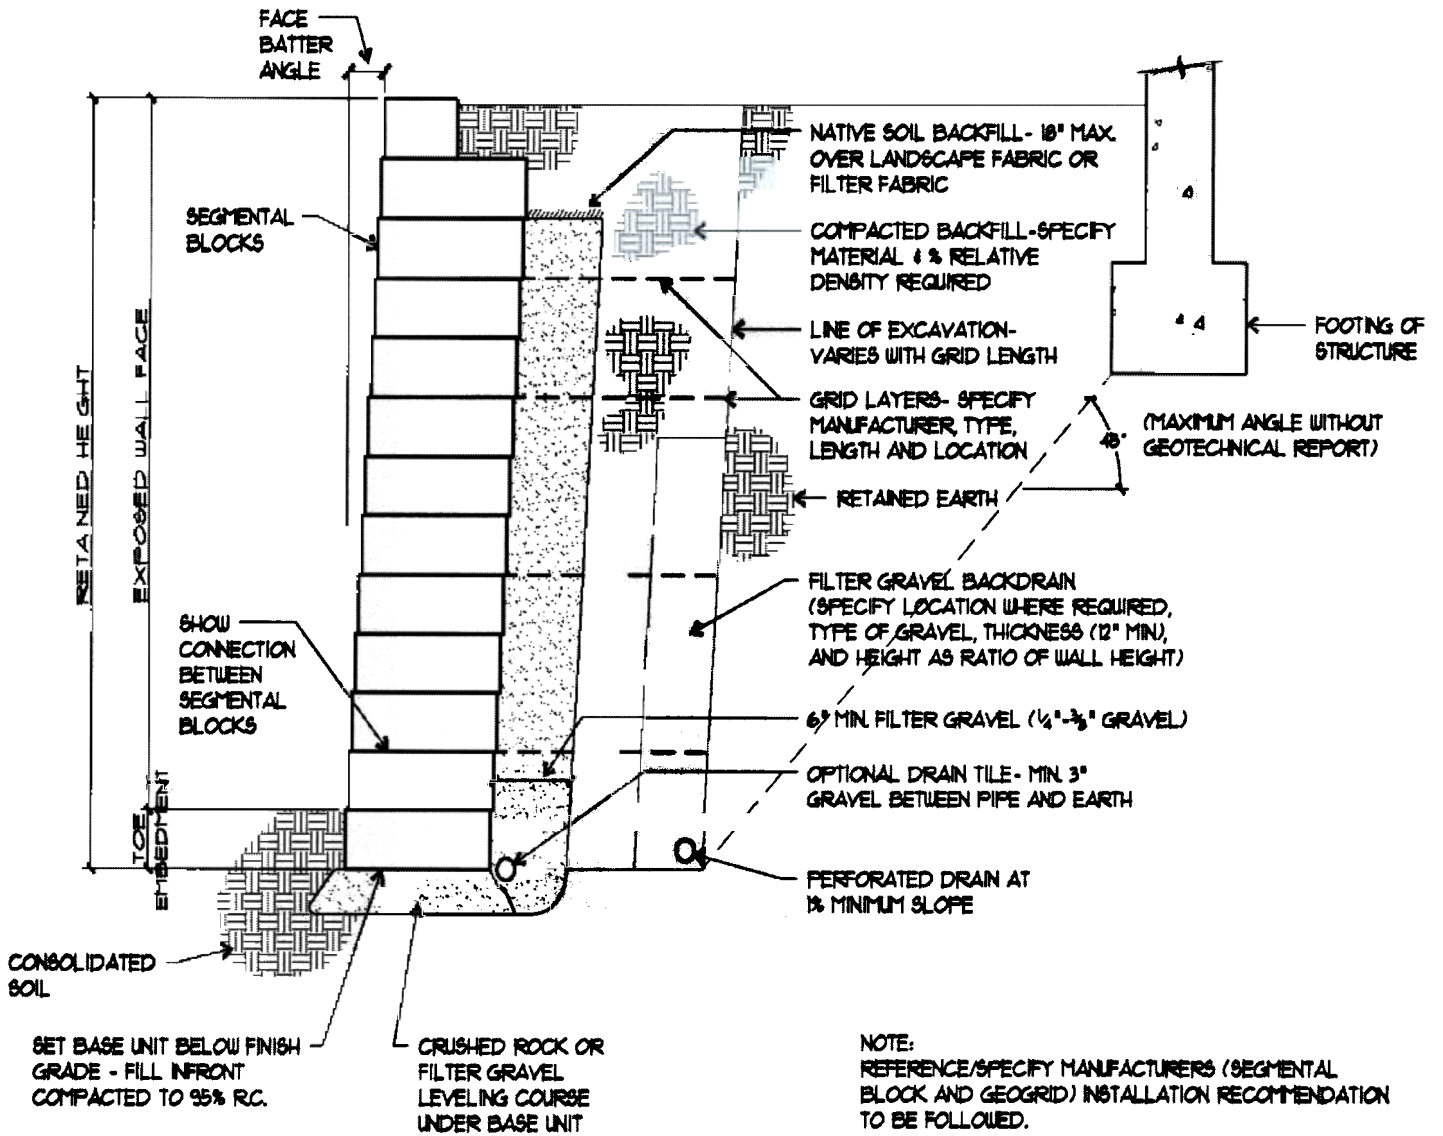 FACE
BATTER
ANGLE
NATIVE SOIL BACKFILL- 18" MAX.
OVER LANDSCAPE FABRIC OR
FILTER FABRIC
SEGMENTAL
BLOCKS
COMPACTED BACKFILL-SPECIFY
MATERIAL & % RELATIVE
DENSITY REQUIRED
LINE OF EXCAVATION-
VARIES WITH GRID LENGTH
FOOTING OF
STRUCTURE
GRID LAYERS- SPECIFY
MANUFACTURER, TYPE,
LENGTH AND LOCATION
45°
(MAXIMUM ANGLE WITHOUT
GEOTECHNICAL REPORT)
RETAINED EARTH
RETAINED HEIGHT
EXPOSED WALL FACE
FILTER GRAVEL BACKDRAIN
(SPECIFY LOCATION WHERE REQUIRED,
TYPE OF GRAVEL, THICKNESS (12" MIN),
AND HEIGHT AS RATIO OF WALL HEIGHT)
SHOW
CONNECTION
BETWEEN
SEGMENTAL
BLOCKS
6" MIN. FILTER GRAVEL (1/4"-3/8" GRAVEL)
OPTIONAL DRAIN TILE- MIN. 3"
GRAVEL BETWEEN PIPE AND EARTH
TOE
EMBEDMENT
PERFORATED DRAIN AT
1% MINIMUM SLOPE
CONSOLIDATED
SOIL
SET BASE UNIT BELOW FINISH
GRADE - FILL INFRONT
COMPACTED TO 95% R.C.
CRUSHED ROCK OR
FILTER GRAVEL
LEVELING COURSE
UNDER BASE UNIT
NOTE:
REFERENCE/SPECIFY MANUFACTURERS (SEGMENTAL
BLOCK AND GEOGRID) INSTALLATION RECOMMENDATION
TO BE FOLLOWED.